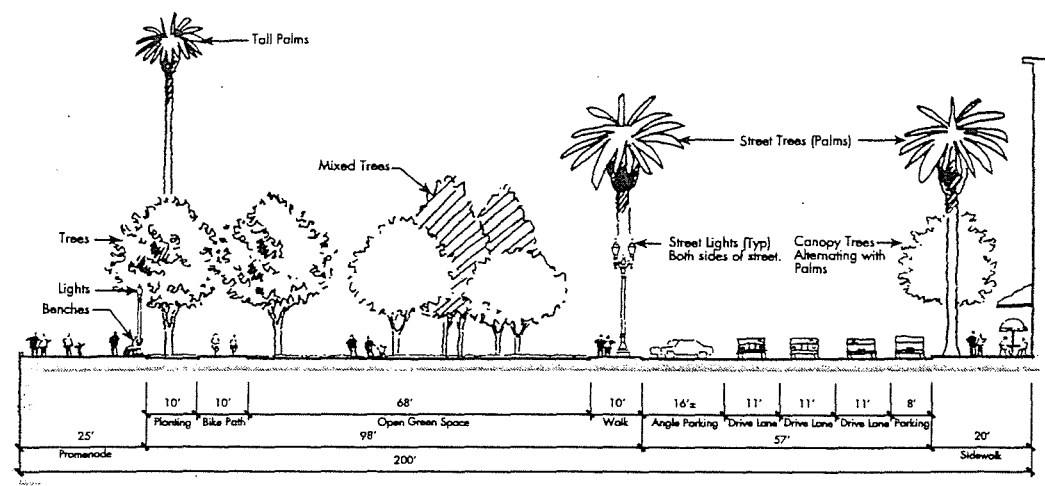 Tall Palms
Street Trees (Palms)
Mixed Trees
Trees
Street Lights (Typ)
Both sides of street.
Canopy Trees
Alternating with
Palms
Lights
Benches
10' 10' 68' 10' 16'± 11' 11' 11' 8'
Planting Bike Path Open Green Space Walk Angle Parking Drive Lane Drive Lane Drive Lane Parking
25' 98' 57' 20'
Promenade Sidewalk
200'